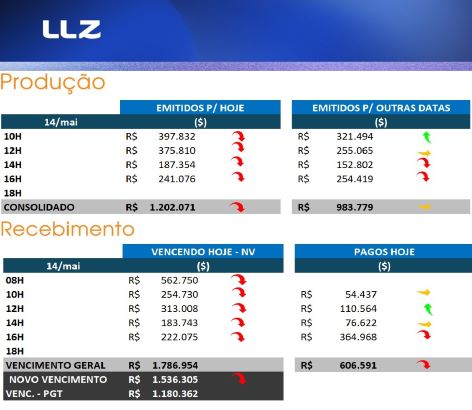 LLZ
Produção
EMITIDOS P/ HOJE EMITIDOS P/ OUTRAS DATAS
14/mai ($) ($)
10H R$ 397.832 R$ 321.494
12H R$ 375.810 R$ 255.065
14H R$ 187.354 R$ 152.802
16H R$ 241.076 R$ 254.419
18H
CONSOLIDADO R$ 1.202.071 R$ 983.779
Recebimento
VENCENDO HOJE - NV PAGOS HOJE
14/mai ($) ($)
08H R$ 562.750
10H R$ 254.730 R$ 54.437
12H R$ 313.008 R$ 110.564
14H R$ 183.743 R$ 76.622
16H R$ 222.075 R$ 364.968
18H
VENCIMENTO GERAL R$ 1.786.954 R$ 606.591
NOVO VENCIMENTO R$ 1.536.305
VENC. - PGT R$ 1.180.362